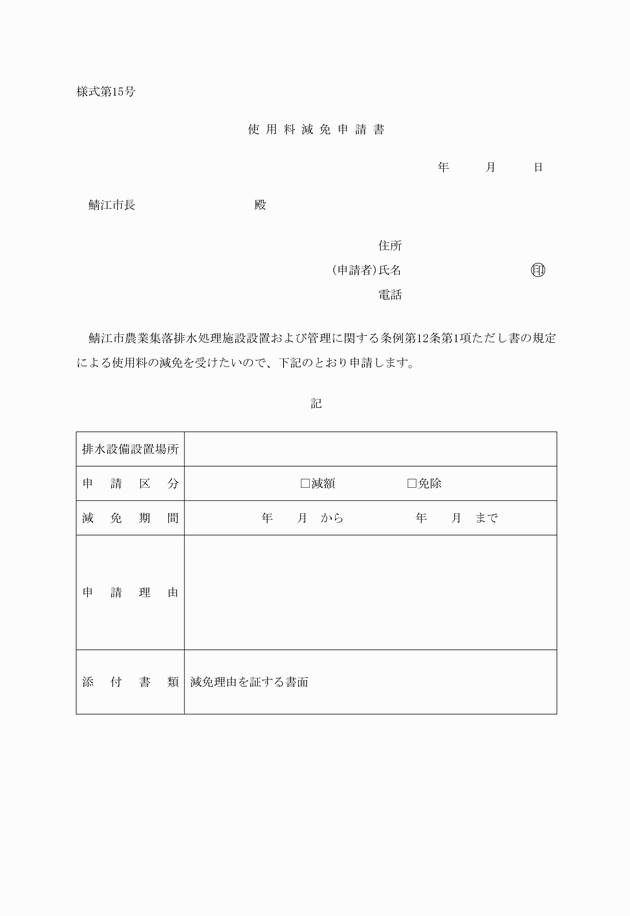 様式第15号
使用料減免申請書
年　　　月　　　日
鯖江市長　　　　　　　　　　殿
住所
(申請者)氏名　　　　　　　　　　　㊞
電話
鯖江市農業集落排水処理施設設置および管理に関する条例第12条第1項ただし書の規定
による使用料の減免を受けたいので、下記のとおり申請します。
記
排水設備設置場所
申請区分　□減額　　　　　　□免除
減免期間　年　　月　から　　　　　　年　　月　まで
申請理由
添付書類　減免理由を証する書面